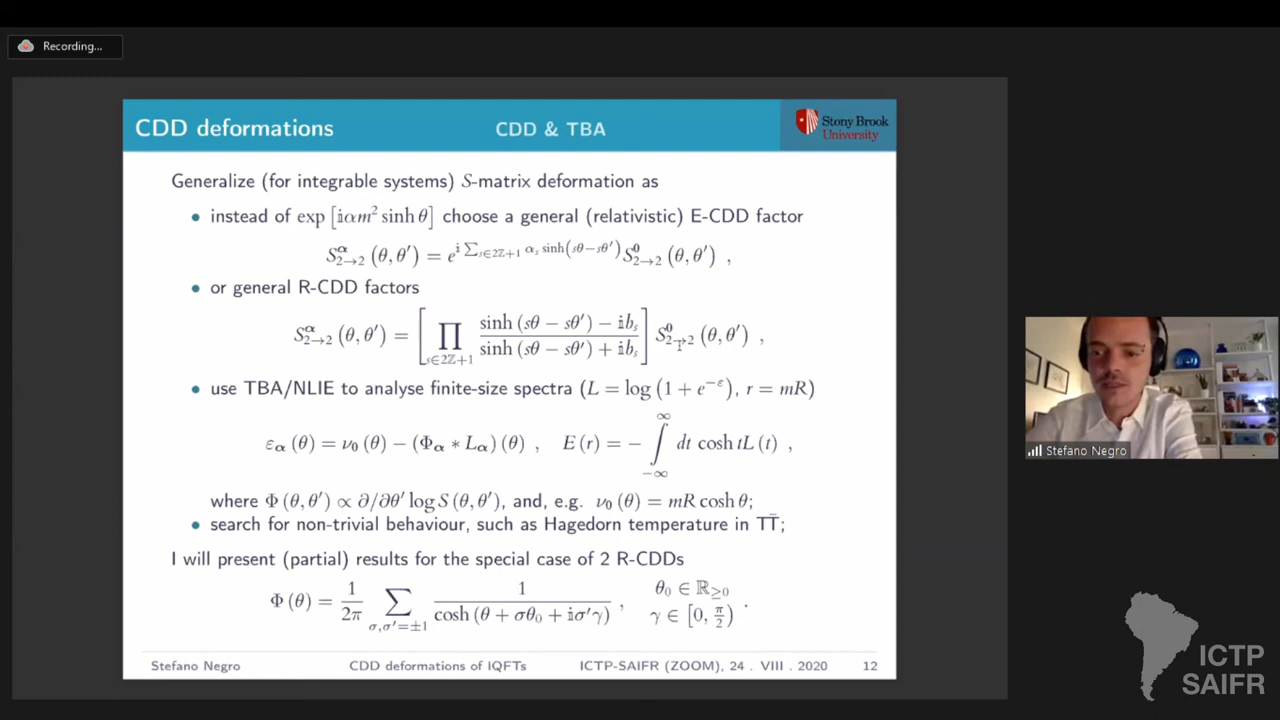 Recording...
CDD deformations
CDD & TBA
Stony Brook
University
Generalize (for integrable systems) S-matrix deformation as
• instead of exp [𝕚αm² sinh θ] choose a general (relativistic) E-CDD factor
S^α_{2→2} (θ, θ′) = e^{i ∑_{s∈2ℤ+1} α_s sinh(sθ−sθ′)} S^0_{2→2} (θ, θ′) ,
• or general R-CDD factors
S^α_{2→2} (θ, θ′) = [ ∏_{s∈2ℤ+1} \frac{sinh (sθ − sθ′) − 𝕚b_s}{sinh (sθ − sθ′) + 𝕚b_s} ] S^0_{2→2} (θ, θ′) ,
• use TBA/NLIE to analyse finite-size spectra (L = log (1 + e^{−ε}), r = mR)
ε_α (θ) = ν_0 (θ) − (Φ_α * L_α) (θ) , E (r) = − ∫_{−∞}^{∞} dt cosh tL (t) ,
where Φ (θ, θ′) ∝ ∂/∂θ′ log S (θ, θ′), and, e.g. ν_0 (θ) = mR cosh θ;
• search for non-trivial behaviour, such as Hagedorn temperature in TT̄;
I will present (partial) results for the special case of 2 R-CDDs
Φ (θ) = \frac{1}{2π} ∑_{σ,σ′=±1} \frac{1}{cosh (θ + σθ_0 + 𝕚σ′γ)} , θ_0 ∈ ℝ_{≥0} γ ∈ [0, \frac{π}{2}) .
Stefano Negro
CDD deformations of IQFTs
ICTP-SAIFR (ZOOM), 24 . VIII . 2020
12
Stefano Negro
ICTP
SAIFR